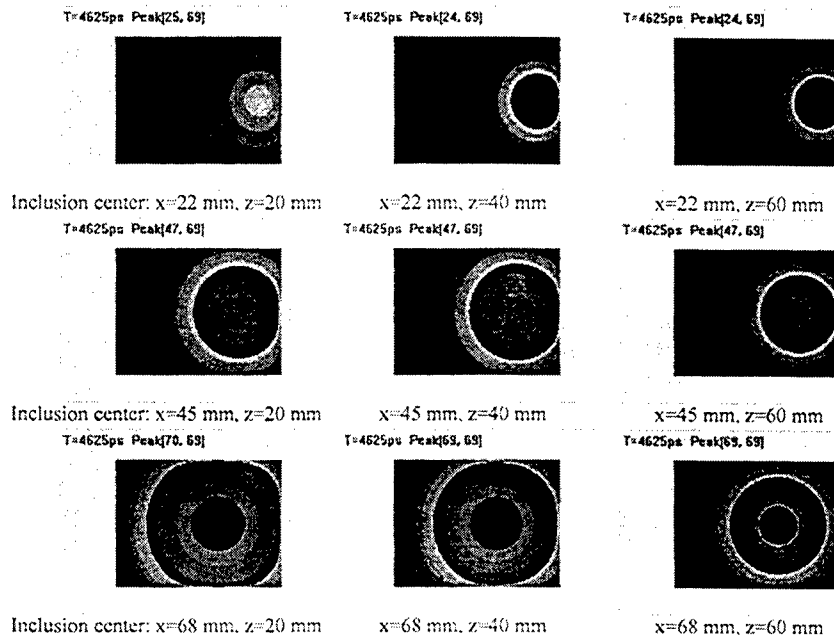 T=4625ps Peak[25, 69] T=4625ps Peak[24, 69] T=4625ps Peak[24, 69]
Inclusion center: x=22 mm, z=20 mm x=22 mm, z=40 mm x=22 mm, z=60 mm
T=4625ps Peak[47, 69] T=4625ps Peak[47, 69] T=4625ps Peak[47, 69]
Inclusion center: x=45 mm, z=20 mm x=45 mm, z=40 mm x=45 mm, z=60 mm
T=4625ps Peak[70, 69] T=4625ps Peak[69, 69] T=4625ps Peak[69, 69]
Inclusion center: x=68 mm, z=20 mm x=68 mm, z=40 mm x=68 mm, z=60 mm